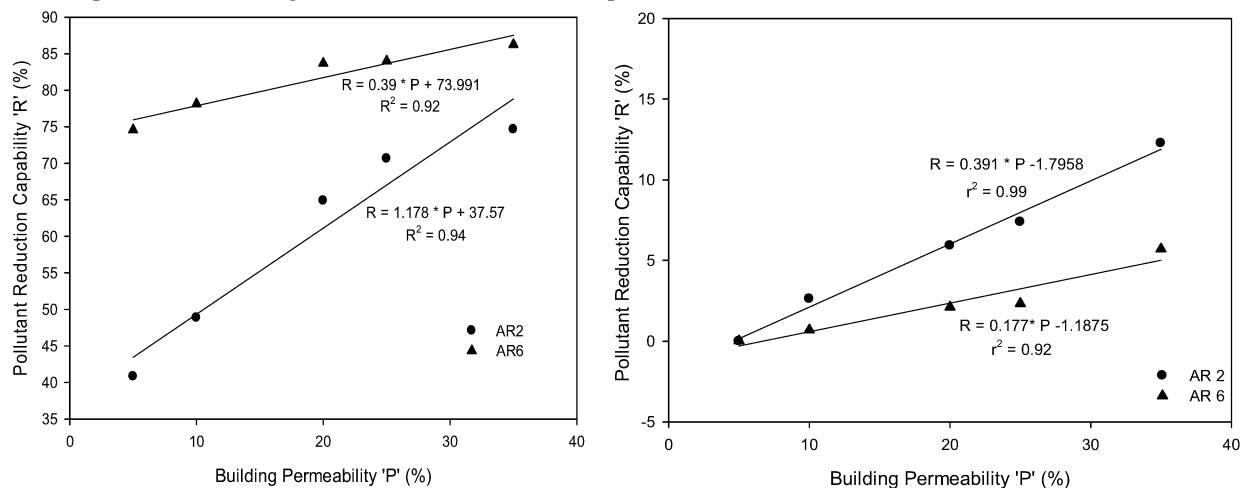 Pollutant Reduction Capability 'R' (%)
90
85
80
75
70
65
60
55
50
45
40
35
R = 0.39 * P + 73.991
R² = 0.92
R = 1.178 * P + 37.57
R² = 0.94
AR2
AR6
0
10
20
30
40
Building Permeability 'P' (%)
Pollutant Reduction Capability 'R' (%)
20
15
10
5
0
-5
R = 0.391 * P -1.7958
r² = 0.99
R = 0.177* P -1.1875
r² = 0.92
AR 2
AR 6
0
10
20
30
40
Building Permeability 'P' (%)